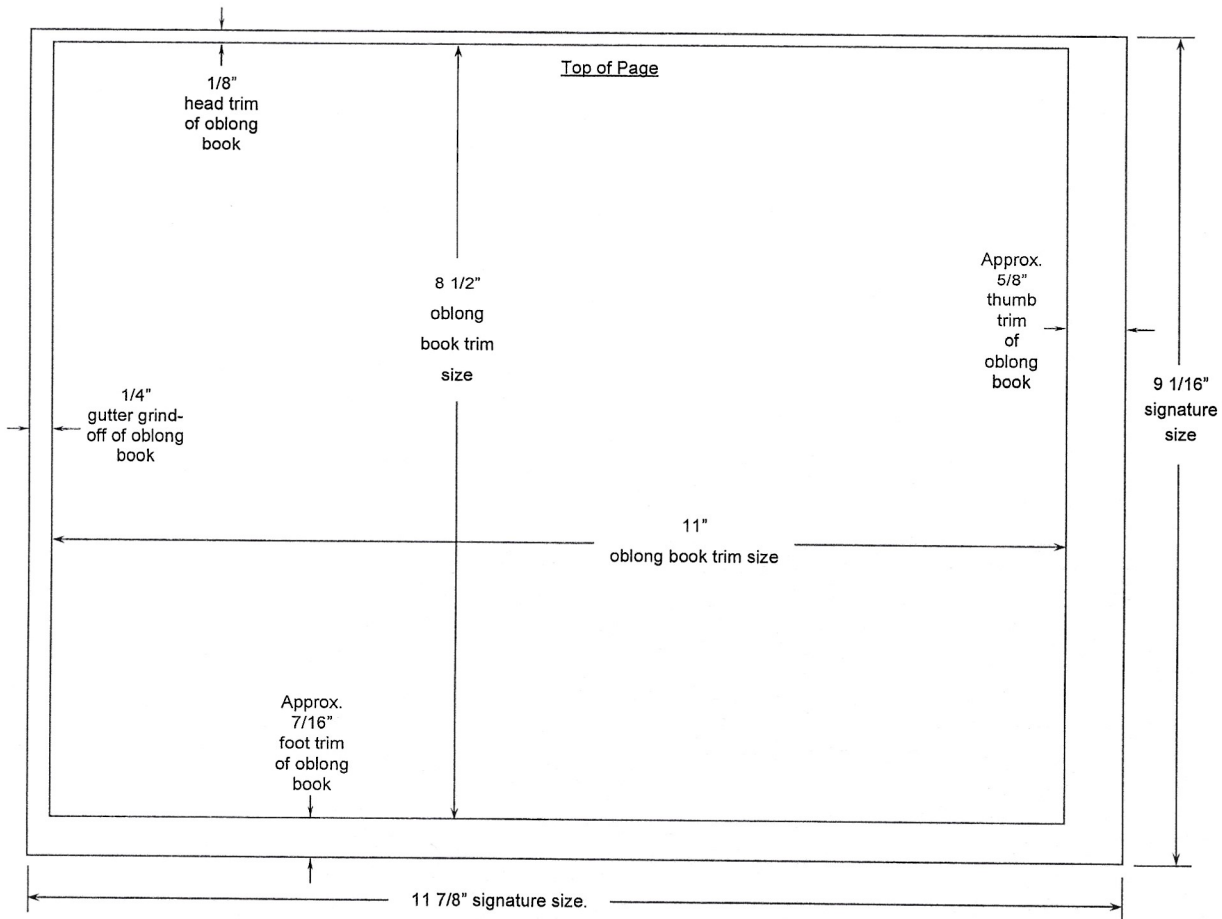 Top of Page
1/8”
head trim
of oblong
book
8 1/2”
oblong
book trim
size
Approx.
5/8”
thumb
trim
of
oblong
book
9 1/16”
signature
size
1/4”
gutter grind-
off of oblong
book
11”
oblong book trim size
Approx.
7/16”
foot trim
of oblong
book
11 7/8” signature size.